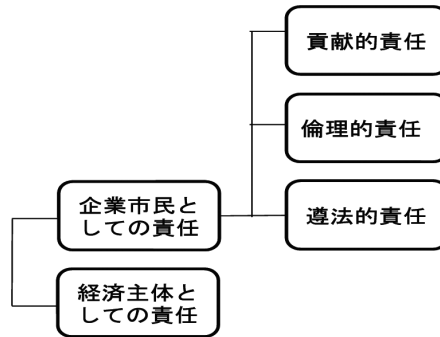 貢献的責任
倫理的責任
企業市民と
しての責任
遵法的責任
経済主体と
しての責任